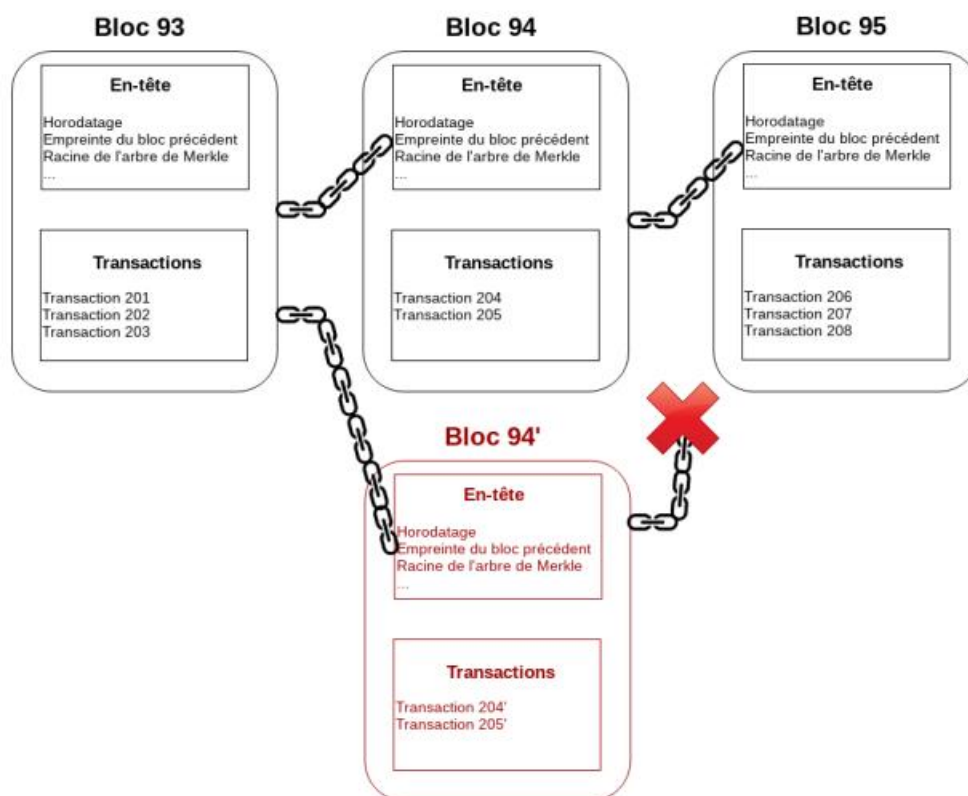 Bloc 93
En-tête
Horodatage
Empreinte du bloc précédent
Racine de l'arbre de Merkle
...
Transactions
Transaction 201
Transaction 202
Transaction 203
Bloc 94
En-tête
Horodatage
Empreinte du bloc précédent
Racine de l'arbre de Merkle
...
Transactions
Transaction 204
Transaction 205
Bloc 95
En-tête
Horodatage
Empreinte du bloc précédent
Racine de l'arbre de Merkle
...
Transactions
Transaction 206
Transaction 207
Transaction 208
Bloc 94'
En-tête
Horodatage
Empreinte du bloc précédent
Racine de l'arbre de Merkle
...
Transactions
Transaction 204'
Transaction 205'